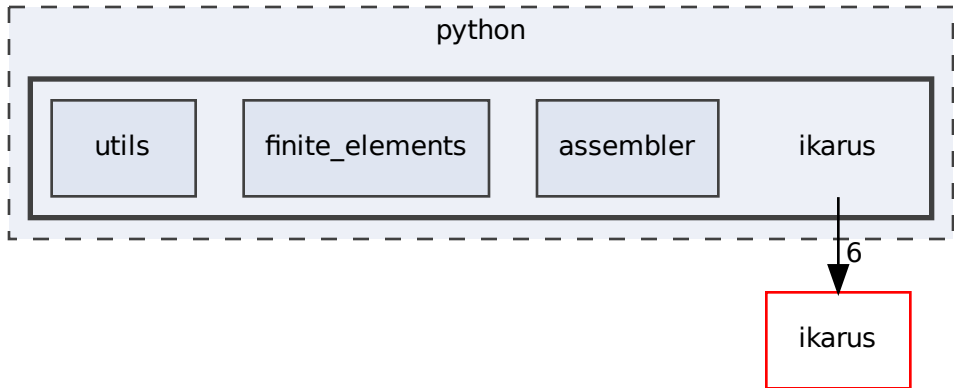 python
utils
finite_elements
assembler
ikarus
6
ikarus